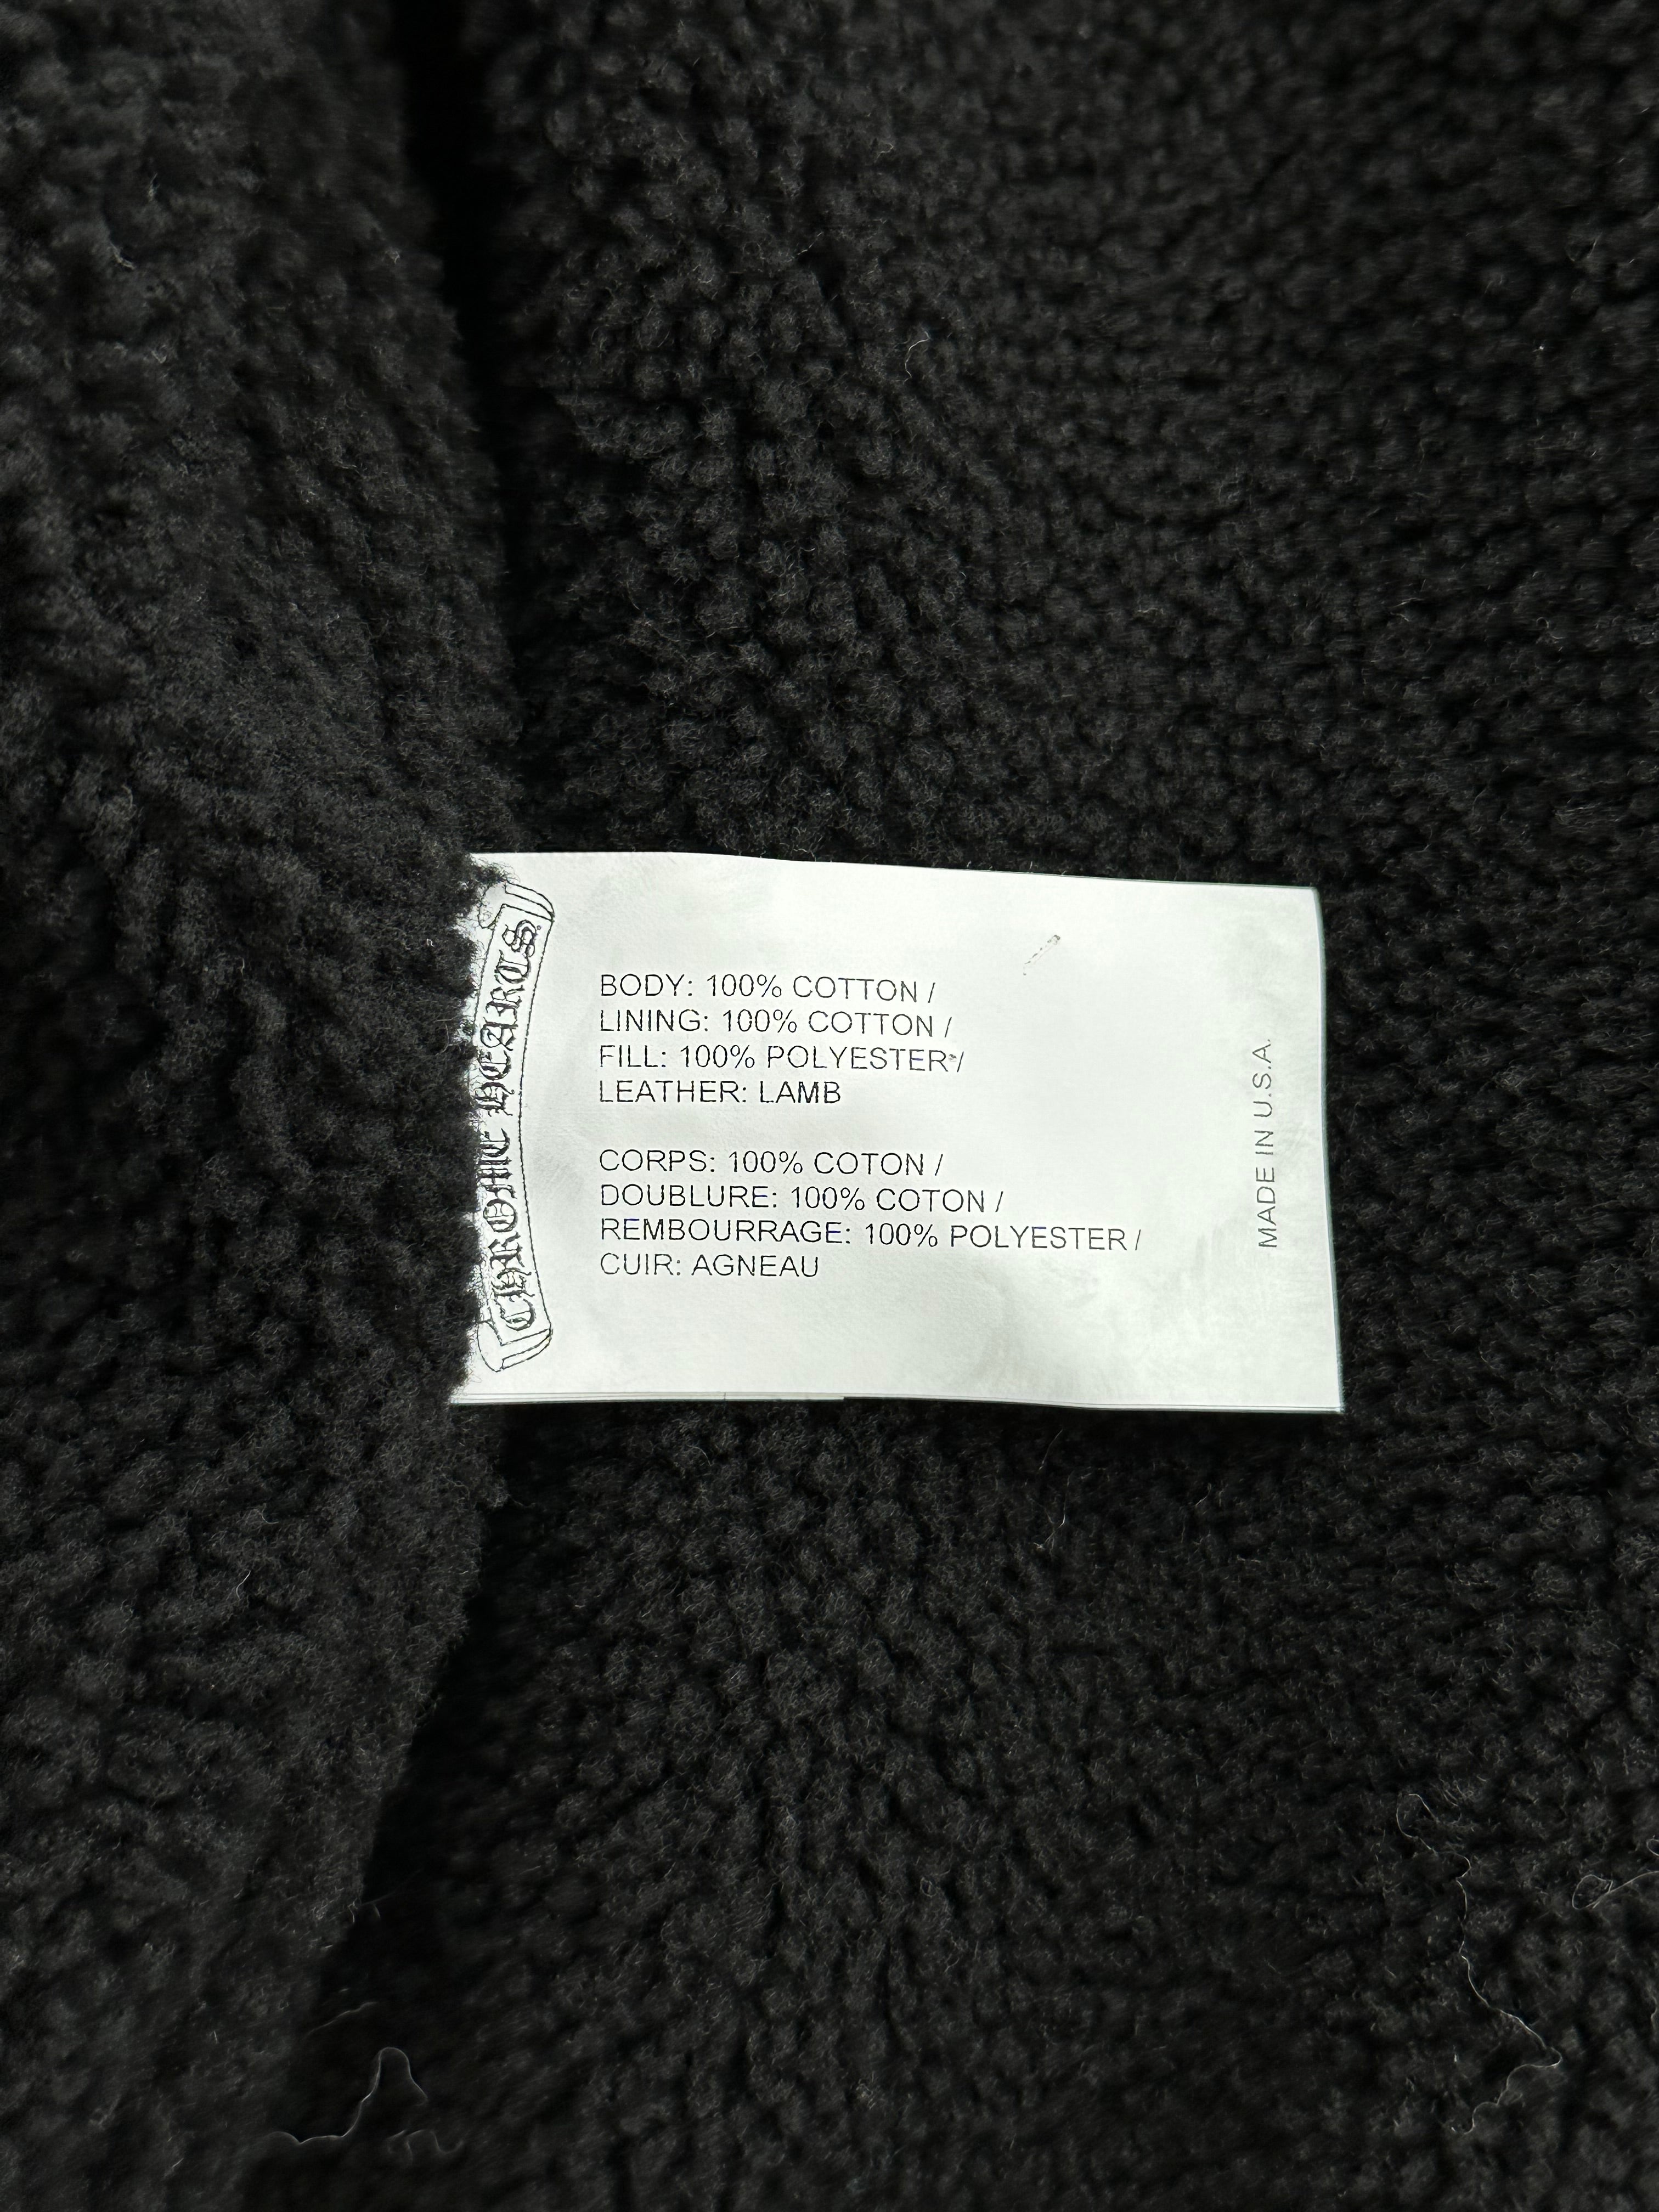 CHROME HEARTS
BODY: 100% COTTON /
LINING: 100% COTTON /
FILL: 100% POLYESTER /
LEATHER: LAMB
CORPS: 100% COTON /
DOUBLURE: 100% COTON /
REMBOURRAGE: 100% POLYESTER /
CUIR: AGNEAU
MADE IN U.S.A.